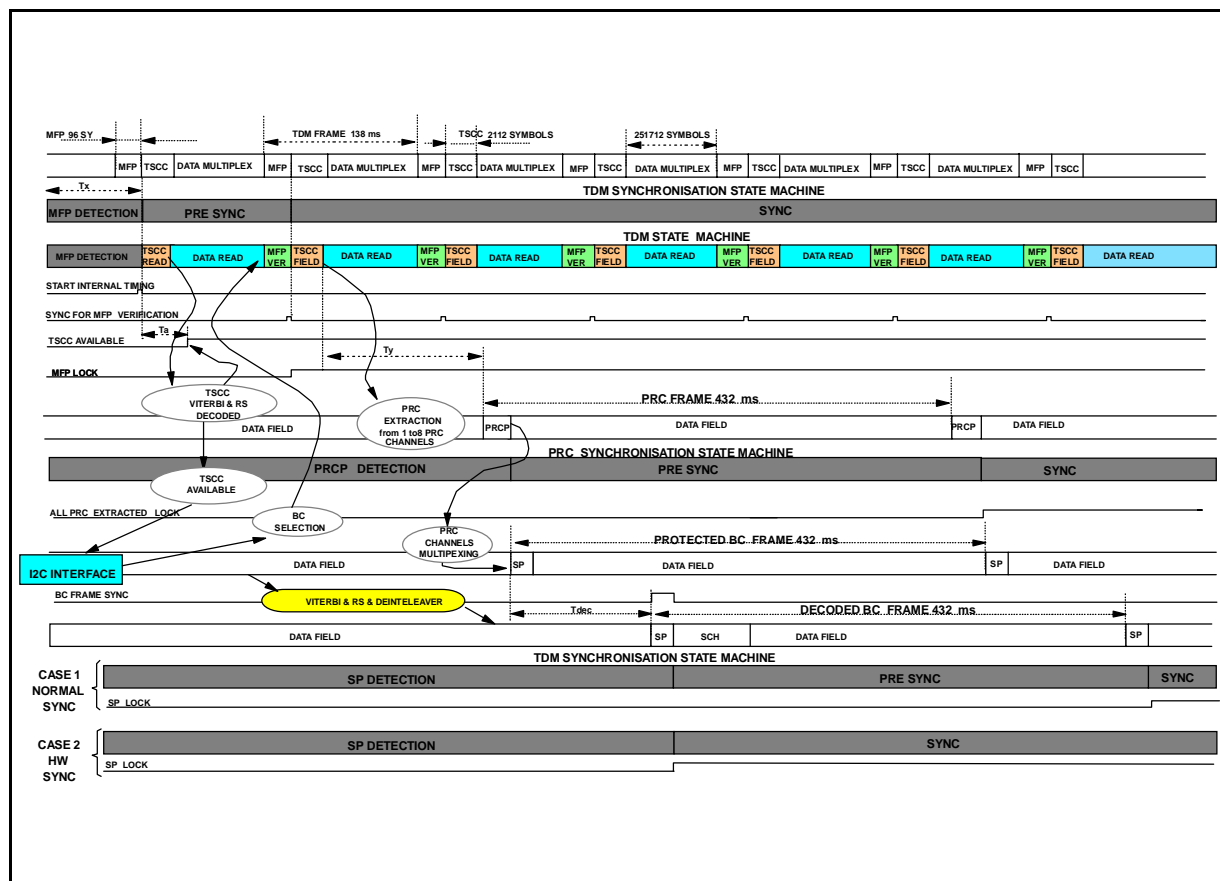 MFP 96 SY
TDM FRAME 138 ms
TSCC 2112 SYMBOLS
251712 SYMBOLS
MFP TSCC DATA MULTIPLEX MFP TSCC DATA MULTIPLEX MFP TSCC DATA MULTIPLEX MFP TSCC DATA MULTIPLEX MFP TSCC DATA MULTIPLEX MFP TSCC DATA MULTIPLEX MFP TSCC
Tx
TDM SYNCHRONISATION STATE MACHINE
MFP DETECTION PRE SYNC SYNC
TDM STATE MACHINE
MFP DETECTION TSCC READ DATA READ MFP VER TSCC FIELD DATA READ MFP VER TSCC FIELD DATA READ MFP VER TSCC FIELD DATA READ MFP VER TSCC FIELD DATA READ MFP VER TSCC FIELD DATA READ MFP VER TSCC FIELD DATA READ
START INTERNAL TIMING
SYNC FOR MFP VERIFICATION
Ta
TSCC AVAILABLE
Ty
MFP LOCK
TSCC
VITERBI & RS
DECODED
PRC
EXTRACTION
from 1 to8 PRC
CHANNELS
PRC FRAME 432 ms
DATA FIELD PRCP DATA FIELD PRCP DATA FIELD
PRC SYNCHRONISATION STATE MACHINE
PRCP DETECTION PRE SYNC SYNC
TSCC
AVAILABLE
ALL PRC EXTRACTED LOCK
BC
SELECTION
PRC
CHANNELS
MULTIPEXING
PROTECTED BC FRAME 432 ms
I2C INTERFACE
DATA FIELD SP DATA FIELD SP DATA FIELD
BC FRAME SYNC
VITERBI & RS & DEINTELEAVER
Tdec
DECODED BC FRAME 432 ms
DATA FIELD SP SCH DATA FIELD SP
TDM SYNCHRONISATION STATE MACHINE
CASE 1
NORMAL
SYNC
SP DETECTION PRE SYNC SYNC
SP LOCK
CASE 2
HW
SYNC
SP DETECTION SYNC
SP LOCK